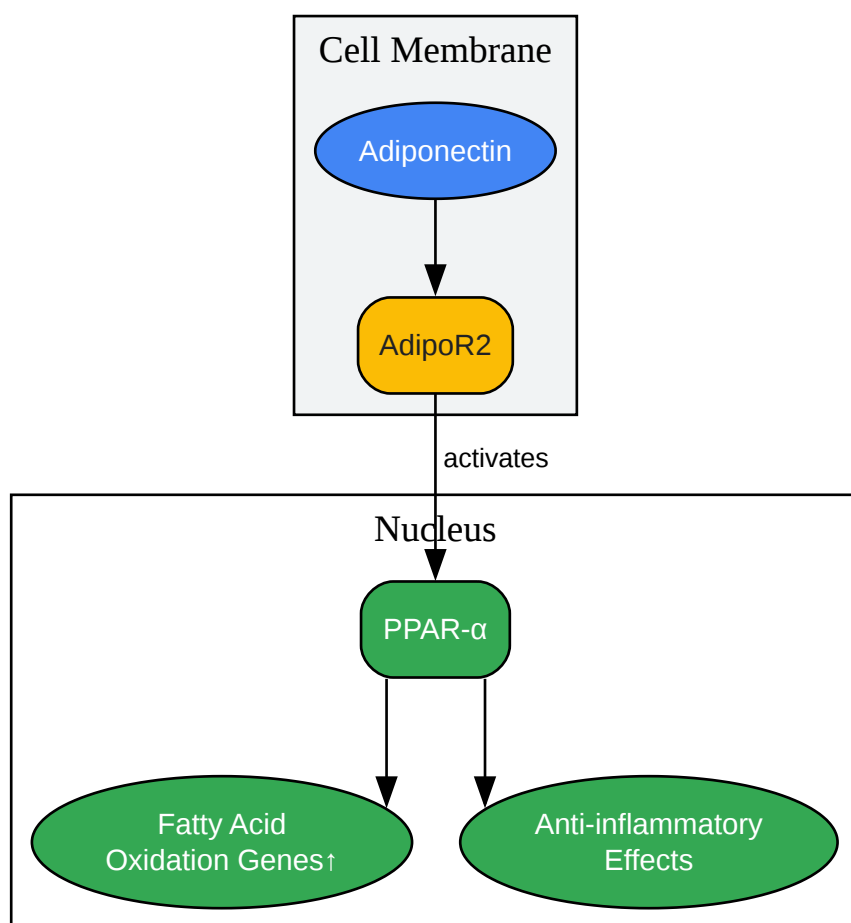 Cell Membrane
Adiponectin
AdipoR2
activates
Nucleus
PPAR-α
Fatty Acid
Oxidation Genes↑
Anti-inflammatory
Effects